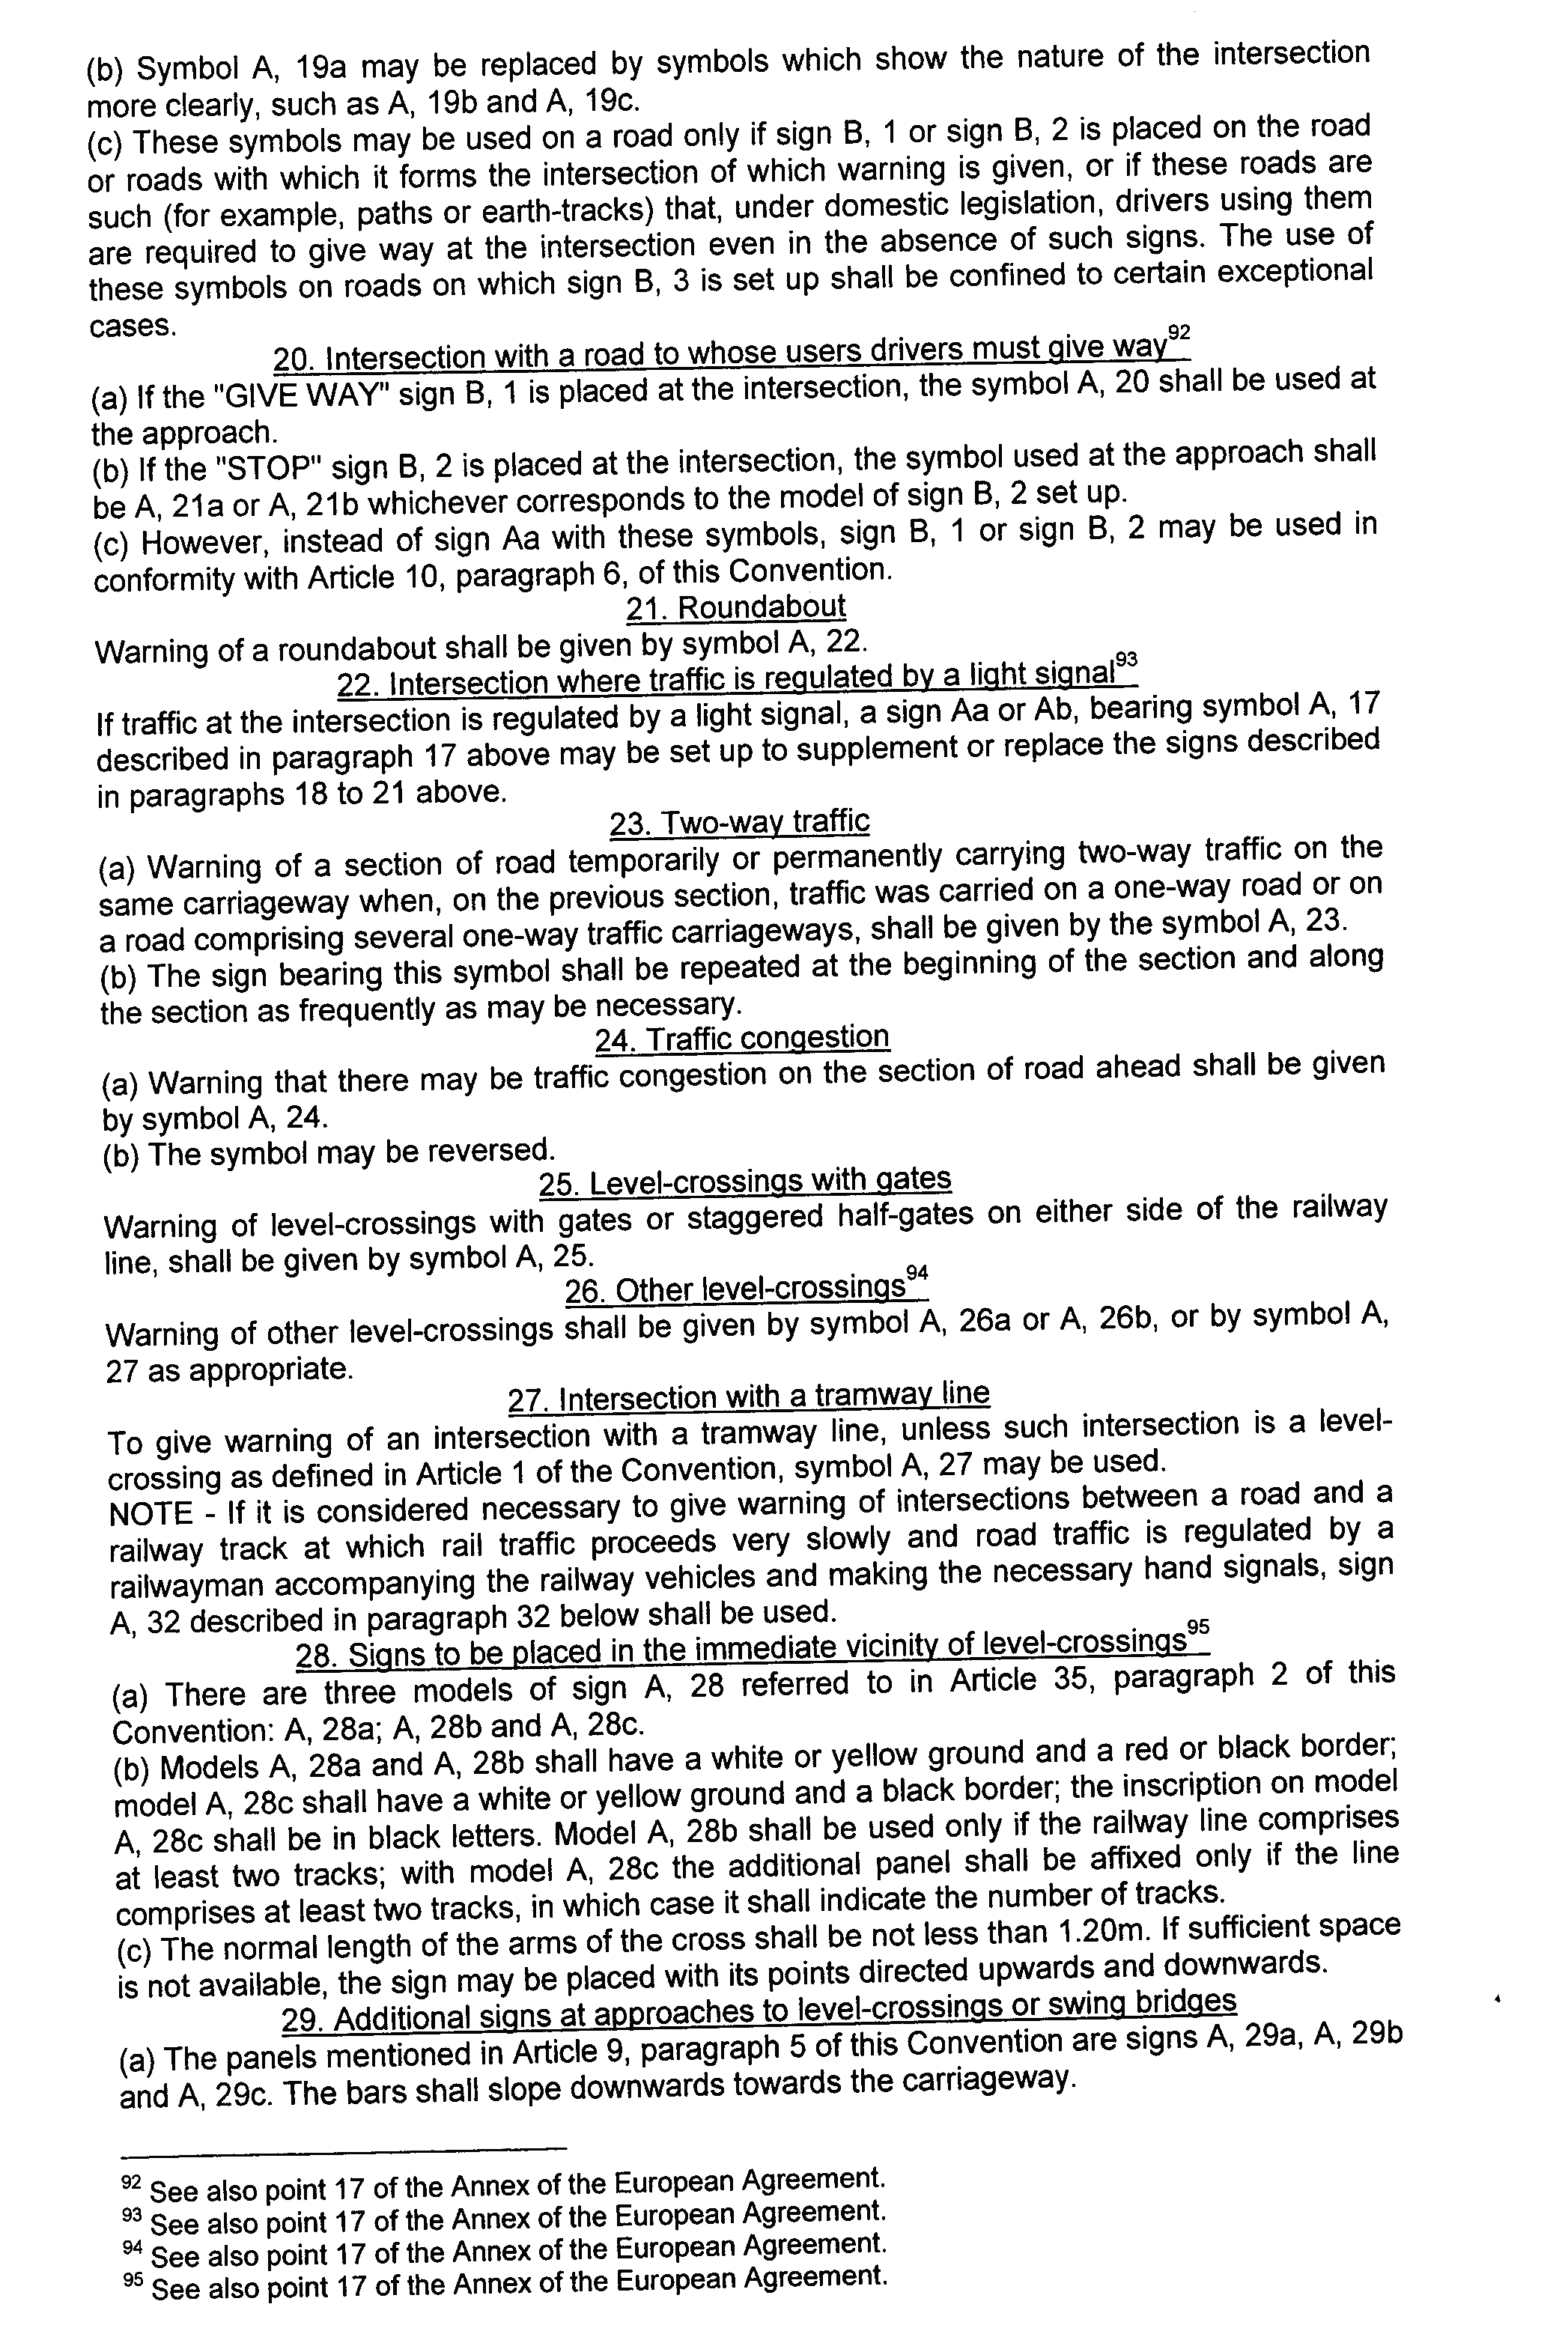 (b) Symbol A, 19a may be replaced by symbols which show the nature of the intersection
more clearly, such as A, 19b and A, 19c.
(c) These symbols may be used on a road only if sign B, 1 or sign B, 2 is placed on the road
or roads with which it forms the intersection of which warning is given, or if these roads are
such (for example, paths or earth-tracks) that, under domestic legislation, drivers using them
are required to give way at the intersection even in the absence of such signs. The use of
these symbols on roads on which sign B, 3 is set up shall be confined to certain exceptional
cases.
20. Intersection with a road to whose users drivers must give way92
(a) If the "GIVE WAY" sign B, 1 is placed at the intersection, the symbol A, 20 shall be used at
the approach.
(b) If the "STOP" sign B, 2 is placed at the intersection, the symbol used at the approach shall
be A, 21a or A, 21b whichever corresponds to the model of sign B, 2 set up.
(c) However, instead of sign Aa with these symbols, sign B, 1 or sign B, 2 may be used in
conformity with Article 10, paragraph 6, of this Convention.
21. Roundabout
Warning of a roundabout shall be given by symbol A, 22.
22. Intersection where traffic is regulated by a light signal93
If traffic at the intersection is regulated by a light signal, a sign Aa or Ab, bearing symbol A, 17
described in paragraph 17 above may be set up to supplement or replace the signs described
in paragraphs 18 to 21 above.
23. Two-way traffic
(a) Warning of a section of road temporarily or permanently carrying two-way traffic on the
same carriageway when, on the previous section, traffic was carried on a one-way road or on
a road comprising several one-way traffic carriageways, shall be given by the symbol A, 23.
(b) The sign bearing this symbol shall be repeated at the beginning of the section and along
the section as frequently as may be necessary.
24. Traffic congestion
(a) Warning that there may be traffic congestion on the section of road ahead shall be given
by symbol A, 24.
(b) The symbol may be reversed.
25. Level-crossings with gates
Warning of level-crossings with gates or staggered half-gates on either side of the railway
line, shall be given by symbol A, 25.
26. Other level-crossings94
Warning of other level-crossings shall be given by symbol A, 26a or A, 26b, or by symbol A,
27 as appropriate.
27. Intersection with a tramway line
To give warning of an intersection with a tramway line, unless such intersection is a level-
crossing as defined in Article 1 of the Convention, symbol A, 27 may be used.
NOTE - If it is considered necessary to give warning of intersections between a road and a
railway track at which rail traffic proceeds very slowly and road traffic is regulated by a
railwayman accompanying the railway vehicles and making the necessary hand signals, sign
A, 32 described in paragraph 32 below shall be used.
28. Signs to be placed in the immediate vicinity of level-crossings95
(a) There are three models of sign A, 28 referred to in Article 35, paragraph 2 of this
Convention: A, 28a; A, 28b and A, 28c.
(b) Models A, 28a and A, 28b shall have a white or yellow ground and a red or black border;
model A, 28c shall have a white or yellow ground and a black border; the inscription on model
A, 28c shall be in black letters. Model A, 28b shall be used only if the railway line comprises
at least two tracks; with model A, 28c the additional panel shall be affixed only if the line
comprises at least two tracks, in which case it shall indicate the number of tracks.
(c) The normal length of the arms of the cross shall be not less than 1.20m. If sufficient space
is not available, the sign may be placed with its points directed upwards and downwards.
29. Additional signs at approaches to level-crossings or swing bridges
(a) The panels mentioned in Article 9, paragraph 5 of this Convention are signs A, 29a, A, 29b
and A, 29c. The bars shall slope downwards towards the carriageway.
92 See also point 17 of the Annex of the European Agreement.
93 See also point 17 of the Annex of the European Agreement.
94 See also point 17 of the Annex of the European Agreement.
95 See also point 17 of the Annex of the European Agreement.